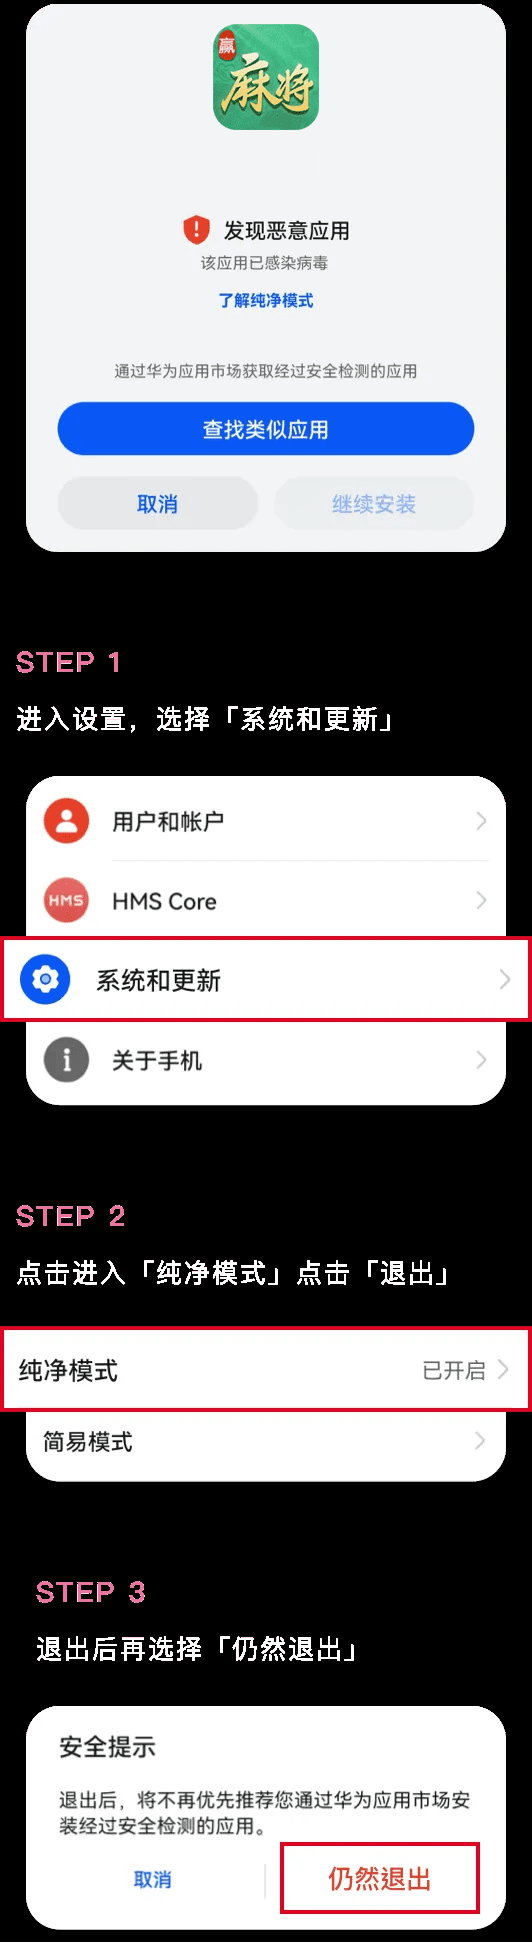 赢
麻将
发现恶意应用
该应用已感染病毒
了解纯净模式
通过华为应用市场获取经过安全检测的应用
查找类似应用
取消
继续安装
STEP 1
进入设置，选择「系统和更新」
用户和帐户
HMS
HMS Core
系统和更新
关于手机
STEP 2
点击进入「纯净模式」点击「退出」
纯净模式
已开启
简易模式
STEP 3
退出后再选择「仍然退出」
安全提示
退出后，将不再优先推荐您通过华为应用市场安
装经过安全检测的应用。
取消
仍然退出